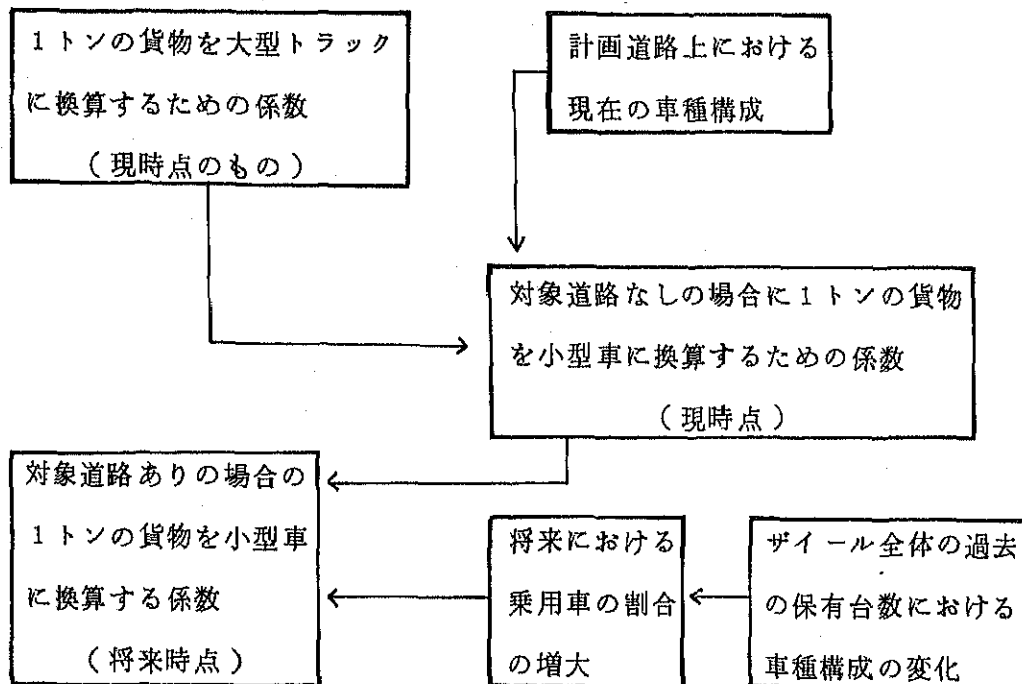 1トンの貨物を大型トラック
に換算するための係数
(現時点のもの)
計画道路上における
現在の車種構成
対象道路なしの場合に1トンの貨物
を小型車に換算するための係数
(現時点)
対象道路ありの場合の
1トンの貨物を小型車
に換算する係数
(将来時点)
将来における
乗用車の割合
の増大
ザイール全体の過去
の保有台数における
車種構成の変化